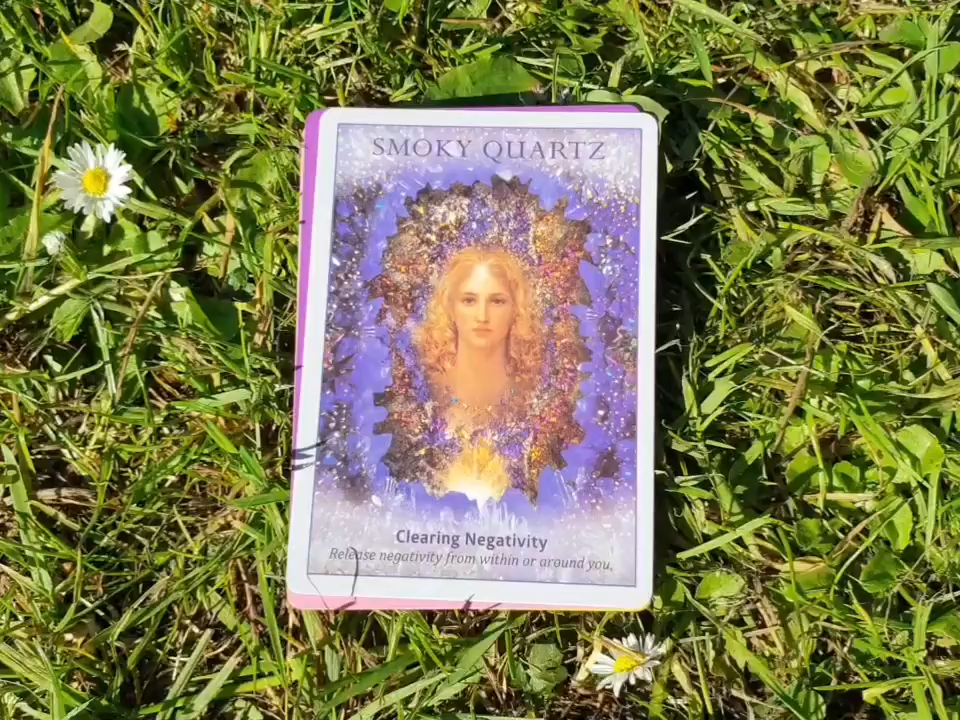 SMOKY QUARTZ
Clearing Negativity
Release negativity from within or around you.